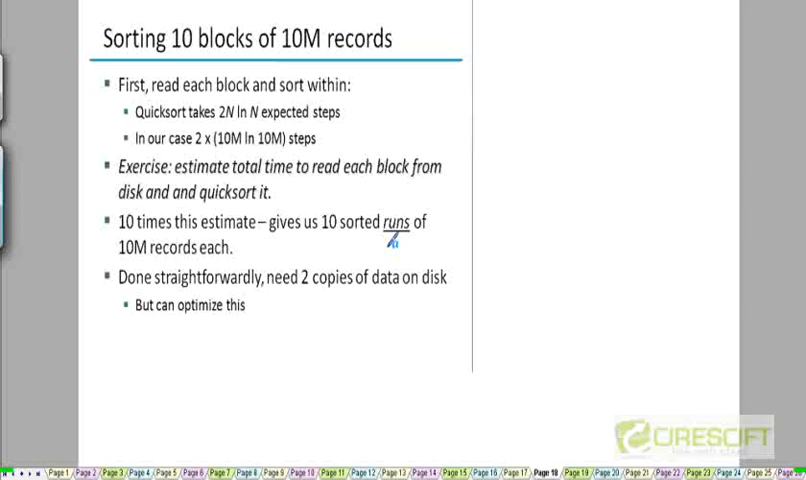 Sorting 10 blocks of 10M records
▪ First, read each block and sort within:
▪ Quicksort takes 2N ln N expected steps
▪ In our case 2 x (10M ln 10M) steps
▪ Exercise: estimate total time to read each block from
disk and and quicksort it.
▪ 10 times this estimate – gives us 10 sorted runs of
10M records each.
▪ Done straightforwardly, need 2 copies of data on disk
▪ But can optimize this
CIRESCIFT
Page 1 Page 2 Page 3 Page 4 Page 5 Page 6 Page 7 Page 8 Page 9 Page 10 Page 11 Page 12 Page 13 Page 14 Page 15 Page 16 Page 17 Page 18 Page 19 Page 20 Page 21 Page 22 Page 23 Page 24 Page 25